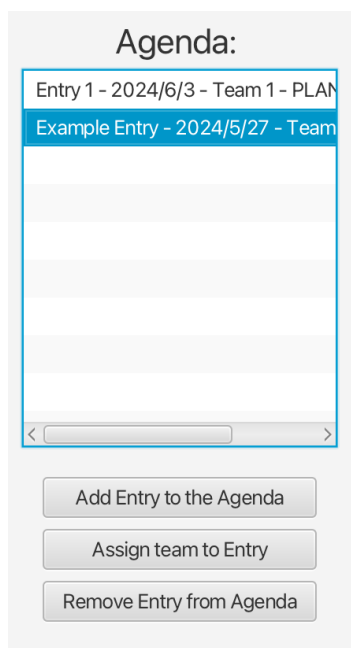 Agenda:
Entry 1 - 2024/6/3 - Team 1 - PLAN
Example Entry - 2024/5/27 - Team
Add Entry to the Agenda
Assign team to Entry
Remove Entry from Agenda